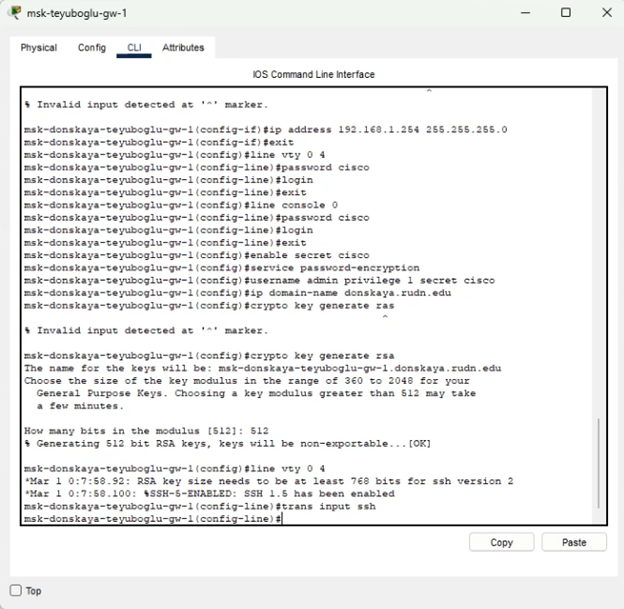 msk-teyuboglu-gw-1
Physical Config CLI Attributes
IOS Command Line Interface
^
% Invalid input detected at '^' marker.
msk-donskaya-teyuboglu-gw-1(config-if)#ip address 192.168.1.254 255.255.255.0
msk-donskaya-teyuboglu-gw-1(config-if)#exit
msk-donskaya-teyuboglu-gw-1(config)#line vty 0 4
msk-donskaya-teyuboglu-gw-1(config-line)#password cisco
msk-donskaya-teyuboglu-gw-1(config-line)#login
msk-donskaya-teyuboglu-gw-1(config-line)#exit
msk-donskaya-teyuboglu-gw-1(config)#line console 0
msk-donskaya-teyuboglu-gw-1(config-line)#password cisco
msk-donskaya-teyuboglu-gw-1(config-line)#login
msk-donskaya-teyuboglu-gw-1(config-line)#exit
msk-donskaya-teyuboglu-gw-1(config)#enable secret cisco
msk-donskaya-teyuboglu-gw-1(config)#service password-encryption
msk-donskaya-teyuboglu-gw-1(config)#username admin privilege 1 secret cisco
msk-donskaya-teyuboglu-gw-1(config)#ip domain-name donskaya.rudn.edu
msk-donskaya-teyuboglu-gw-1(config)#crypto key generate ras
^
% Invalid input detected at '^' marker.
msk-donskaya-teyuboglu-gw-1(config)#crypto key generate rsa
The name for the keys will be: msk-donskaya-teyuboglu-gw-1.donskaya.rudn.edu
Choose the size of the key modulus in the range of 360 to 2048 for your
General Purpose Keys. Choosing a key modulus greater than 512 may take
a few minutes.
How many bits in the modulus [512]: 512
% Generating 512 bit RSA keys, keys will be non-exportable...[OK]
msk-donskaya-teyuboglu-gw-1(config)#line vty 0 4
*Mar 1 0:7:58.92: RSA key size needs to be at least 768 bits for ssh version 2
*Mar 1 0:7:58.100: %SSH-5-ENABLED: SSH 1.5 has been enabled
msk-donskaya-teyuboglu-gw-1(config-line)#trans input ssh
msk-donskaya-teyuboglu-gw-1(config-line)#
Copy Paste
Top